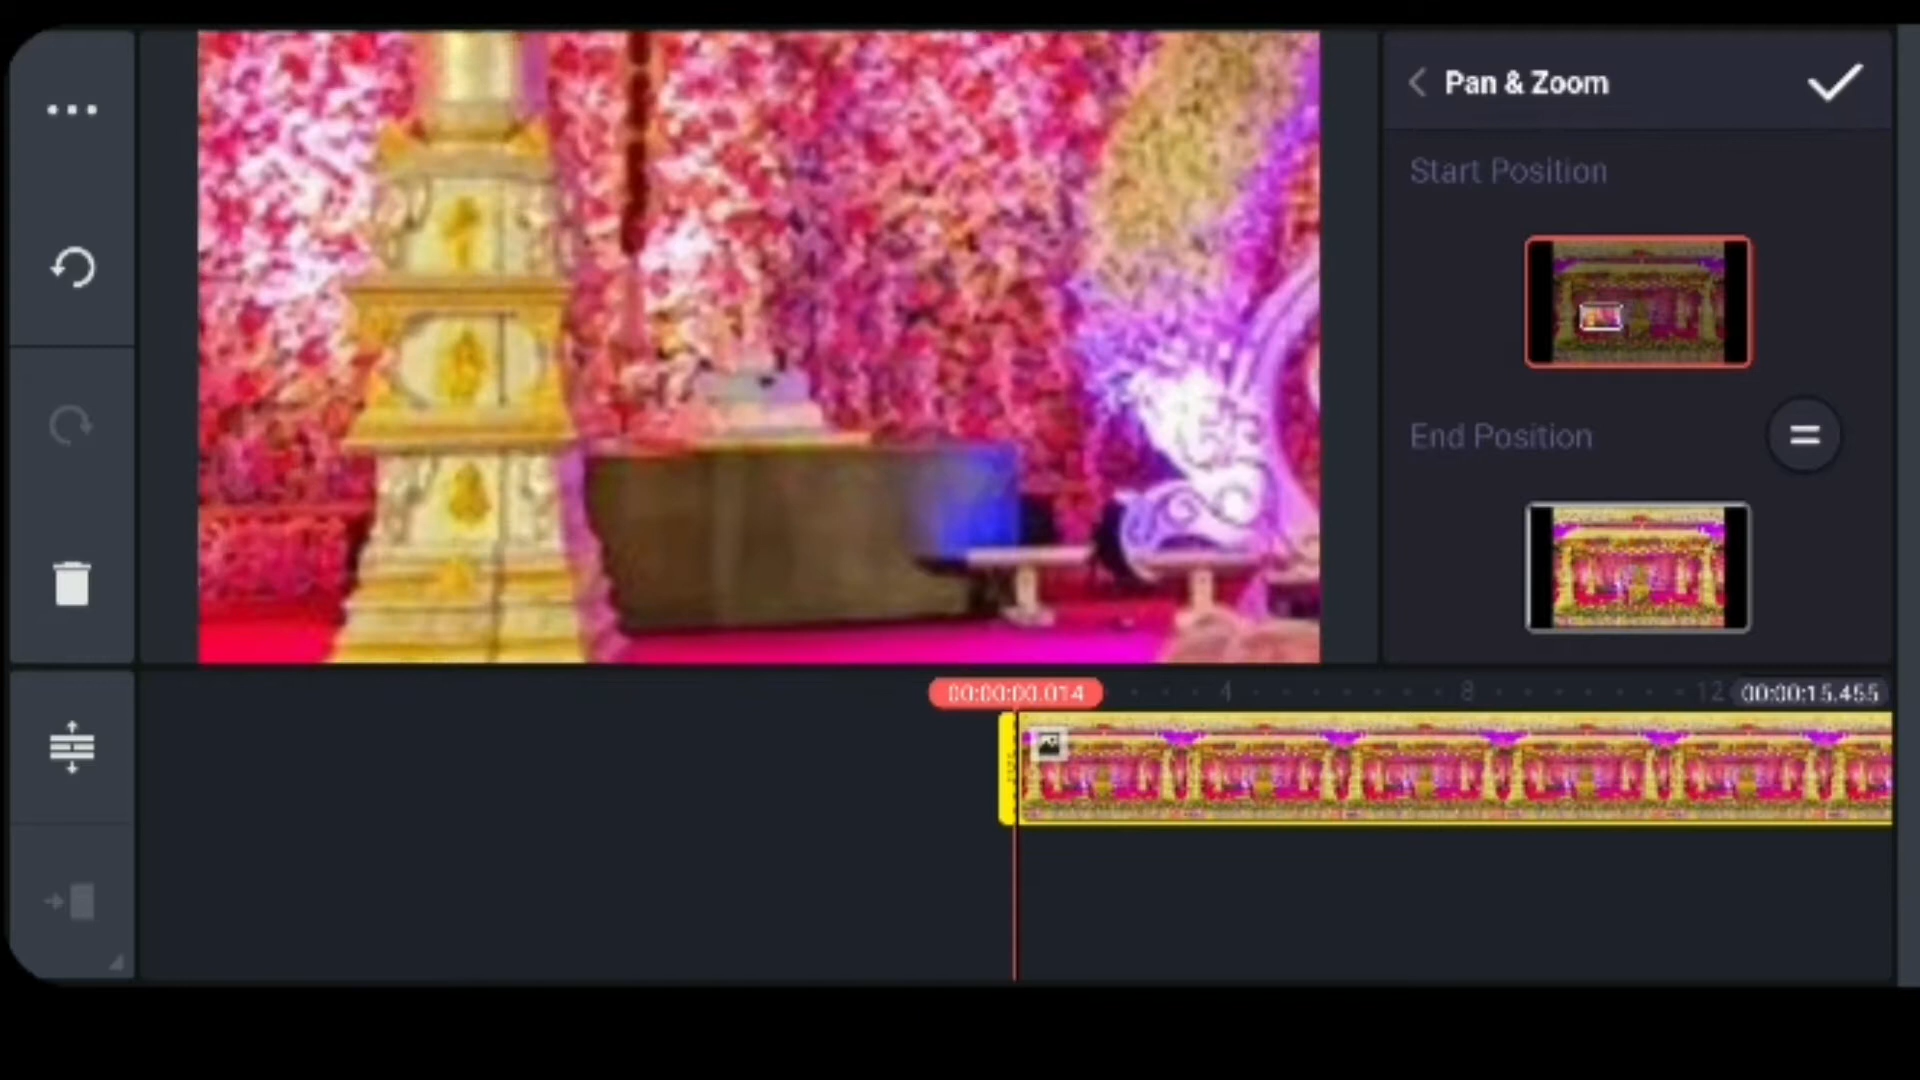 Pan & Zoom
Start Position
End Position
=
00:00:00.014
4
8
12
00:00:15.455